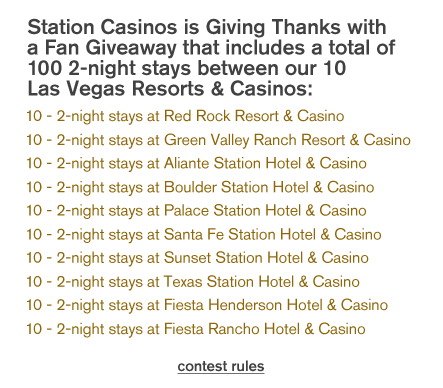 Station Casinos is Giving Thanks with
a Fan Giveaway that includes a total of
100 2-night stays between our 10
Las Vegas Resorts & Casinos:
10 - 2-night stays at Red Rock Resort & Casino
10 - 2-night stays at Green Valley Ranch Resort & Casino
10 - 2-night stays at Aliante Station Hotel & Casino
10 - 2-night stays at Boulder Station Hotel & Casino
10 - 2-night stays at Palace Station Hotel & Casino
10 - 2-night stays at Santa Fe Station Hotel & Casino
10 - 2-night stays at Sunset Station Hotel & Casino
10 - 2-night stays at Texas Station Hotel & Casino
10 - 2-night stays at Fiesta Henderson Hotel & Casino
10 - 2-night stays at Fiesta Rancho Hotel & Casino
contest rules